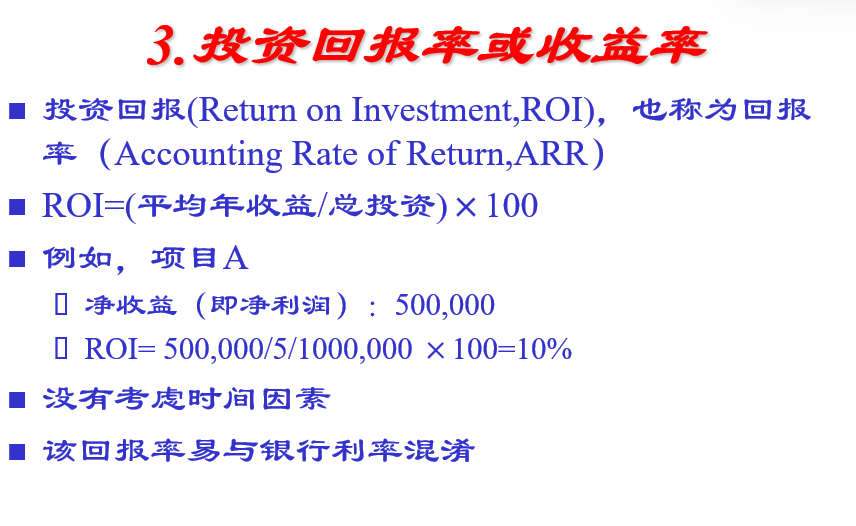 3.投资回报率或收益率
■ 投资回报(Return on Investment,ROI)，也称为回报
率（Accounting Rate of Return,ARR）
■ ROI=(平均年收益/总投资)×100
■ 例如，项目A
▯ 净收益（即净利润）：500,000
▯ ROI= 500,000/5/1000,000 ×100=10%
■ 没有考虑时间因素
■ 该回报率易与银行利率混淆